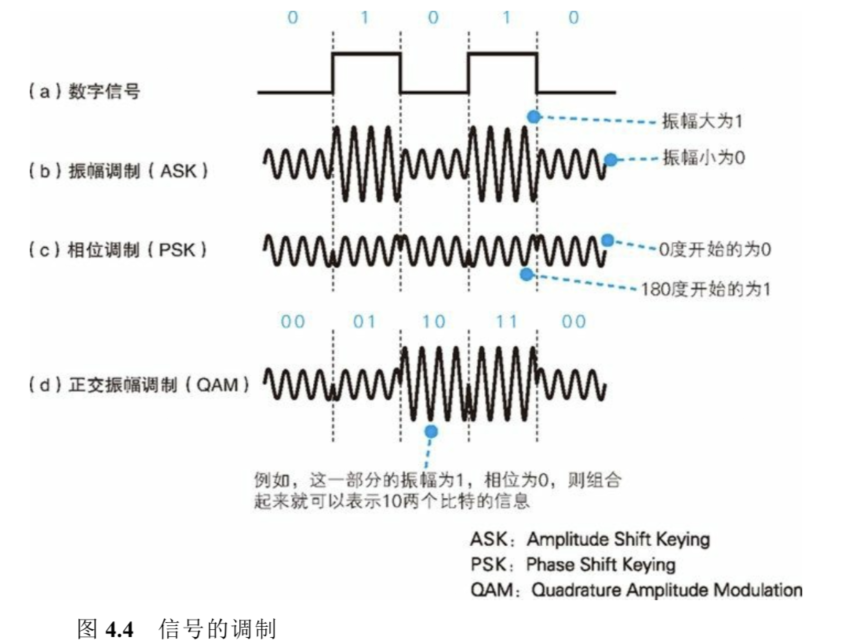 0 1 0 1 0
(a)数字信号
振幅大为1
(b)振幅调制(ASK)
振幅小为0
(c)相位调制(PSK)
0度开始的为0
180度开始的为1
00 01 10 11 00
(d)正交振幅调制(QAM)
例如，这一部分的振幅为1，相位为0，则组合
起来就可以表示10两个比特的信息
ASK：Amplitude Shift Keying
PSK：Phase Shift Keying
QAM：Quadrature Amplitude Modulation
图 4.4 信号的调制